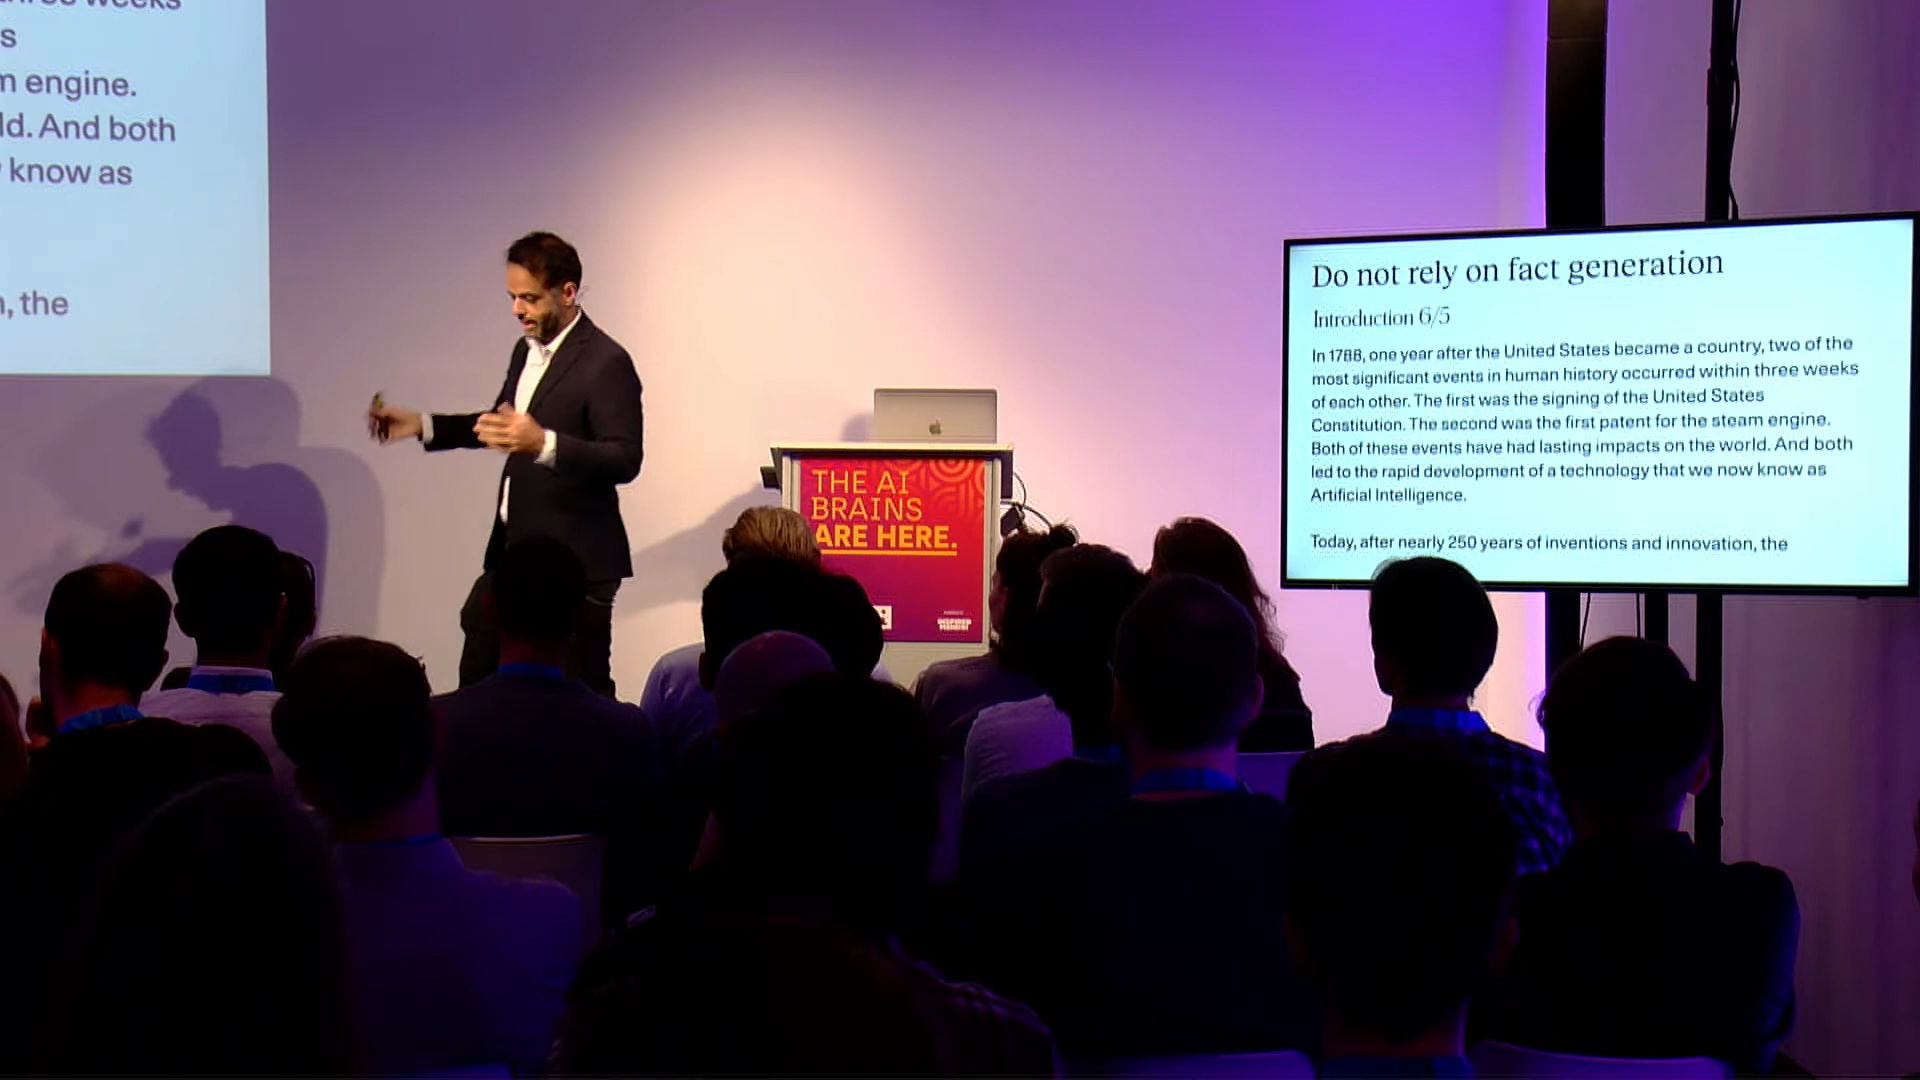 three weeks
s
m engine.
ld. And both
know as
, the
Do not rely on fact generation
Introduction 6/5
In 1788, one year after the United States became a country, two of the
most significant events in human history occurred within three weeks
of each other. The first was the signing of the United States
Constitution. The second was the first patent for the steam engine.
Both of these events have had lasting impacts on the world. And both
led to the rapid development of a technology that we now know as
Artificial Intelligence.
Today, after nearly 250 years of inventions and innovation, the
THE AI
BRAINS
ARE HERE.
INSPIRED
MINDS!